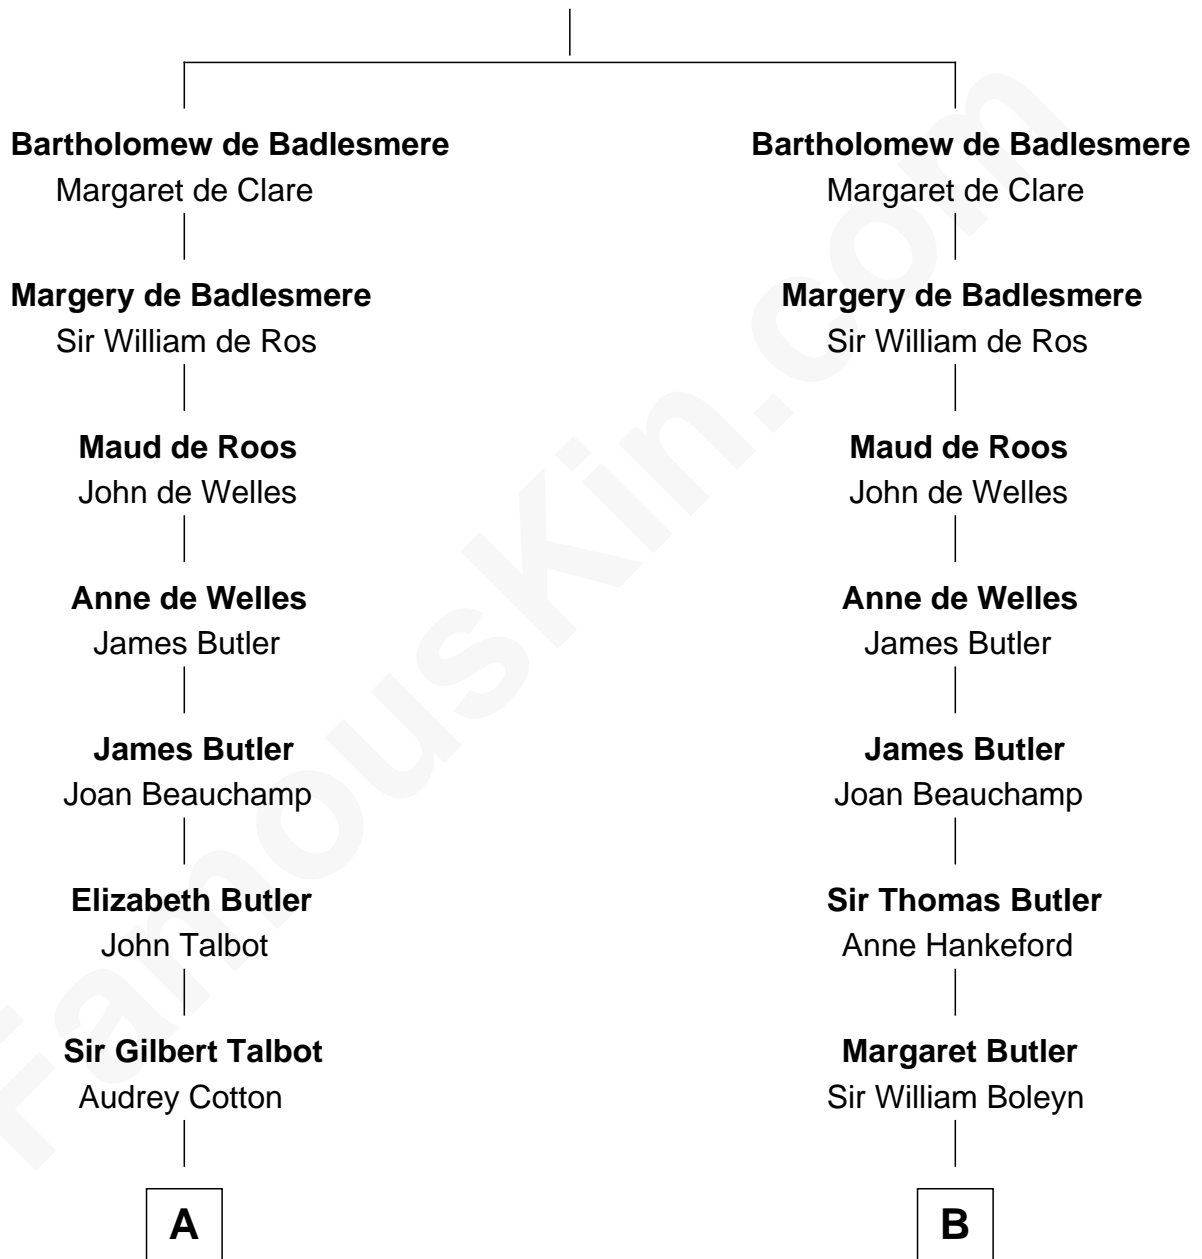 Bartholomew de Badlesmere
Margaret de Clare
Margery de Badlesmere
Sir William de Ros
Maud de Roos
John de Welles
Anne de Welles
James Butler
James Butler
Joan Beauchamp
Elizabeth Butler
John Talbot
Sir Gilbert Talbot
Audrey Cotton
A
Bartholomew de Badlesmere
Margaret de Clare
Margery de Badlesmere
Sir William de Ros
Maud de Roos
John de Welles
Anne de Welles
James Butler
James Butler
Joan Beauchamp
Sir Thomas Butler
Anne Hankeford
Margaret Butler
Sir William Boleyn
B
FamousKin.com